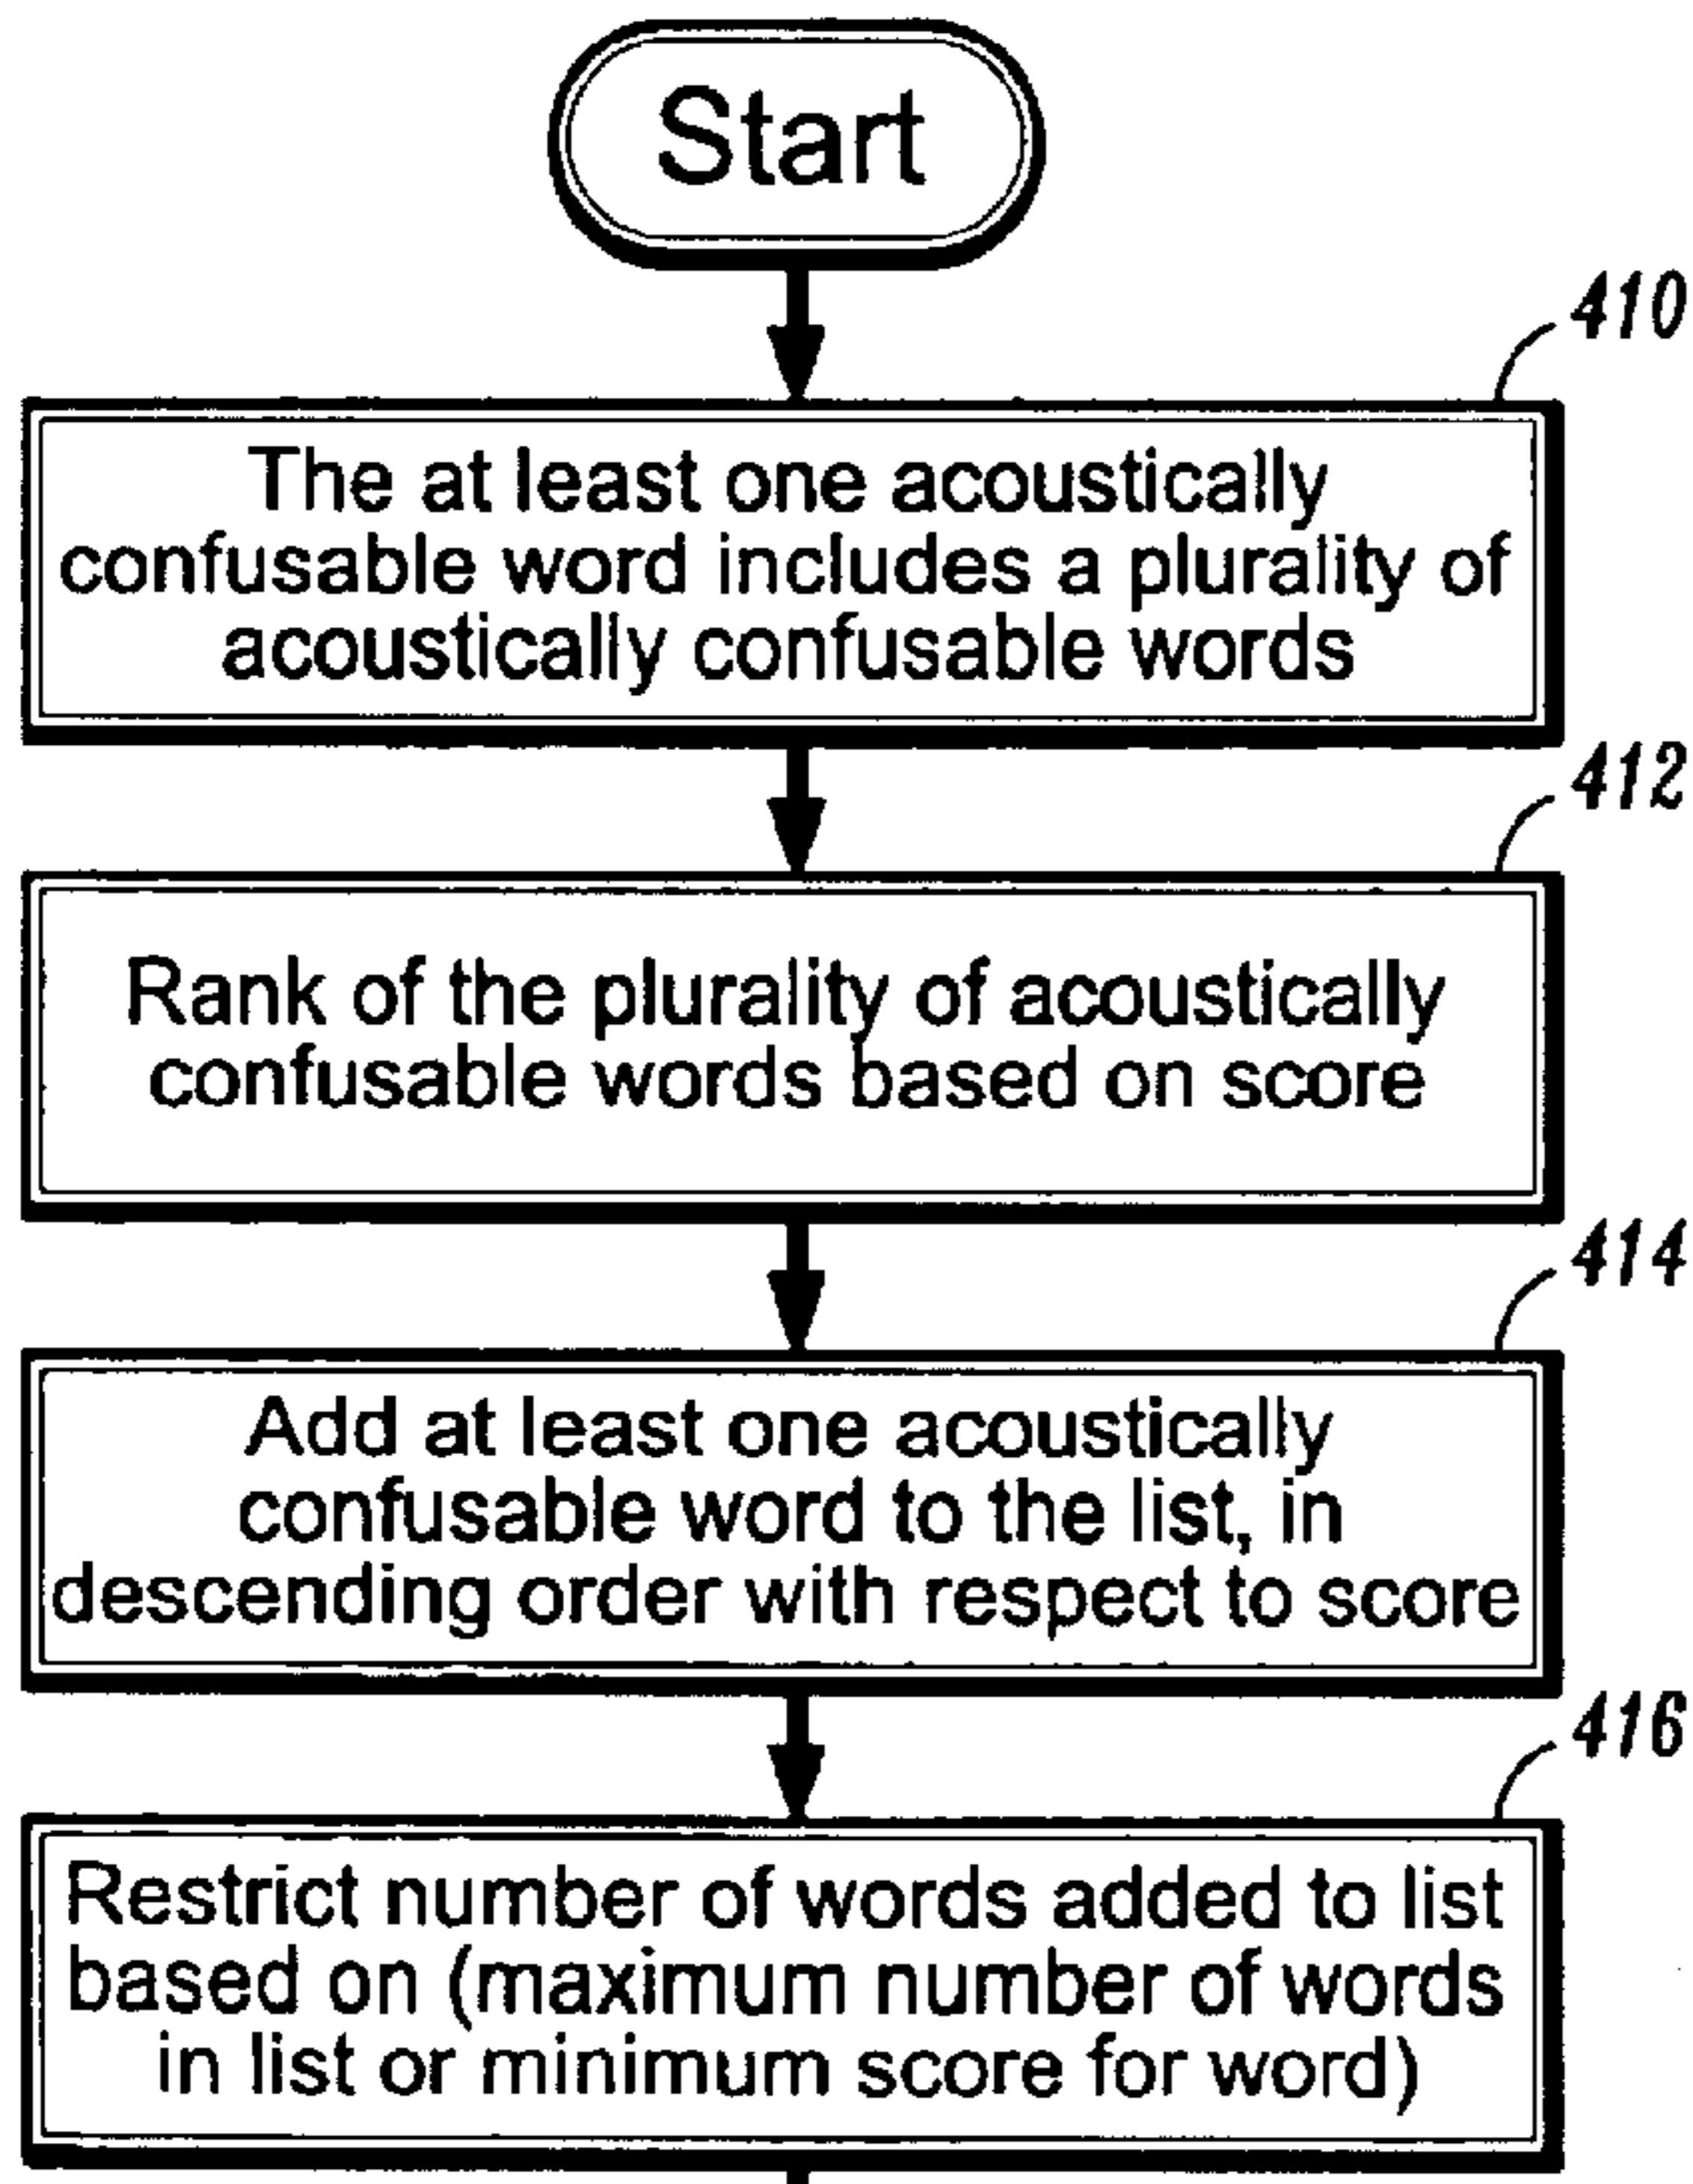 Start
410
The at least one acoustically
confusable word includes a plurality of
acoustically confusable words
412
Rank of the plurality of acoustically
confusable words based on score
414
Add at least one acoustically
confusable word to the list, in
descending order with respect to score
416
Restrict number of words added to list
based on (maximum number of words
in list or minimum score for word)